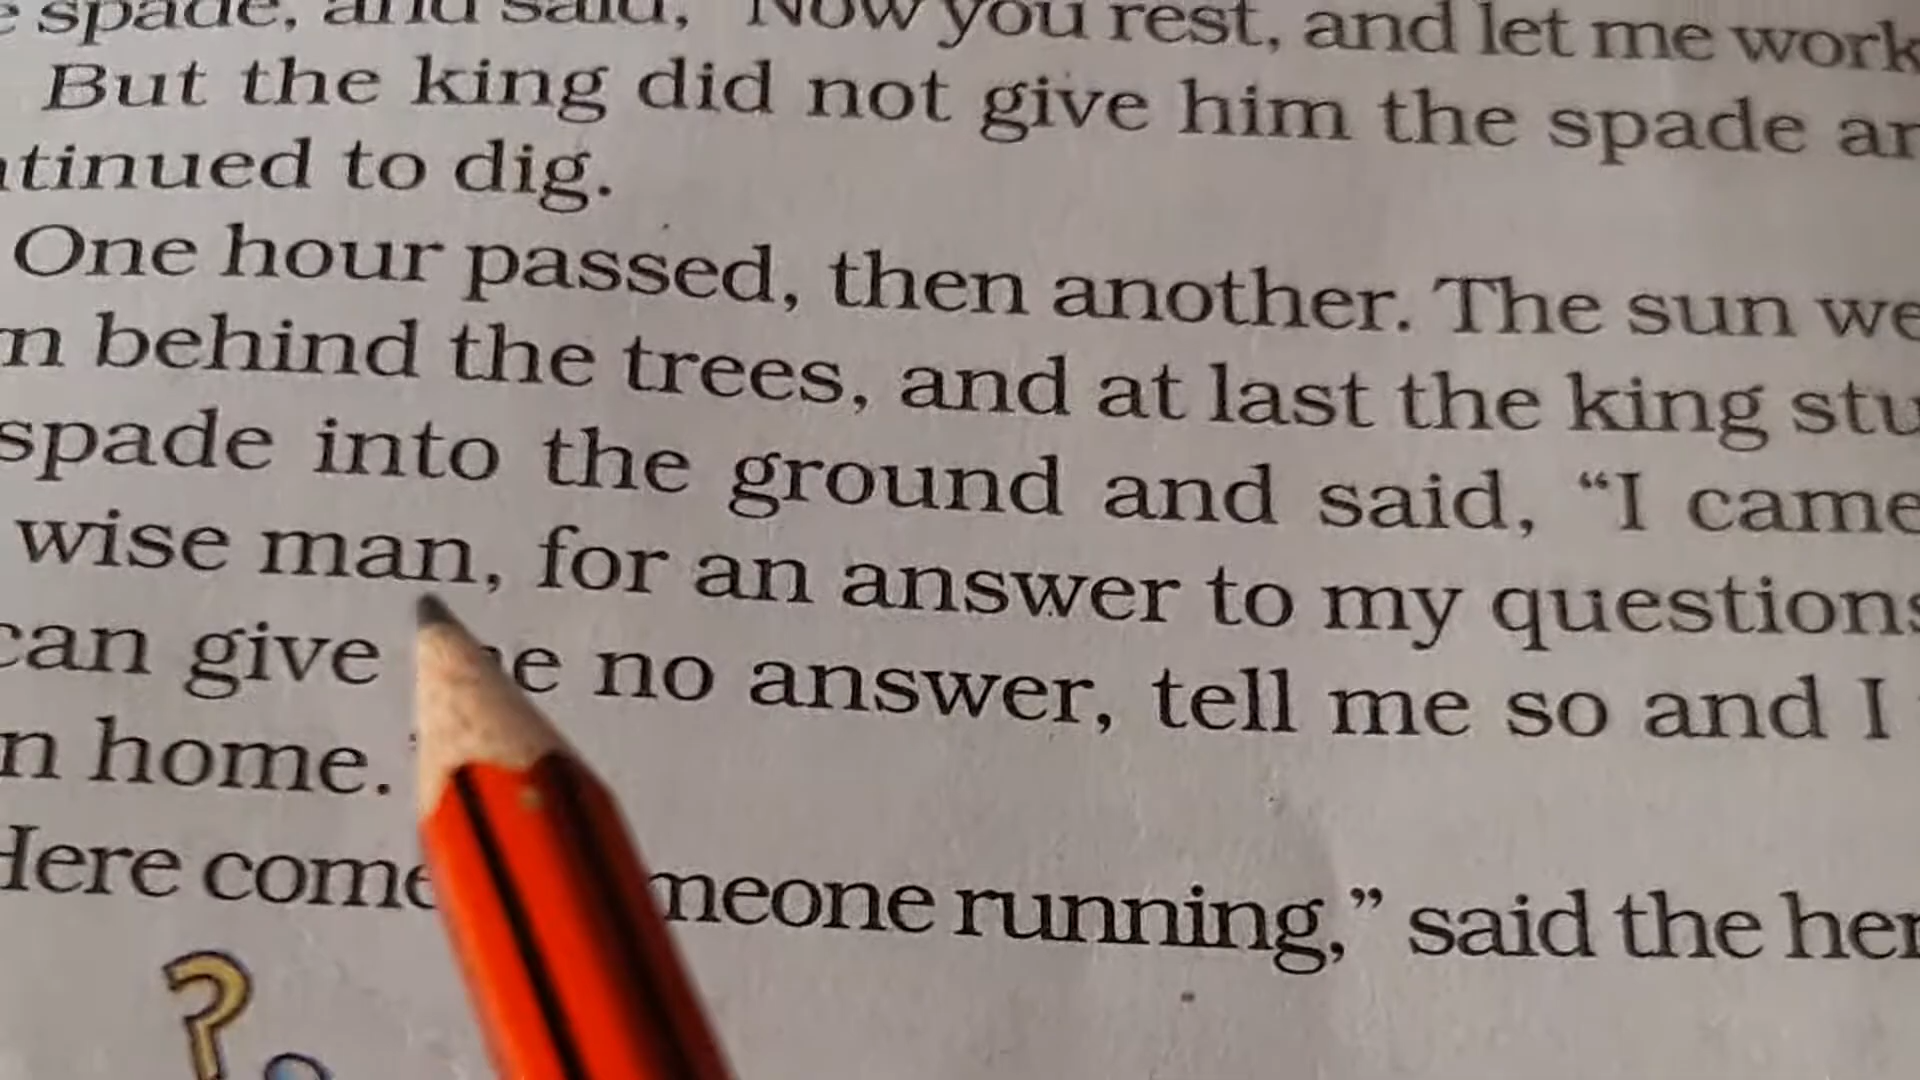 spade, and said, "Now you rest, and let me work
But the king did not give him the spade
tinued to dig.
One hour passed, then another. The sun we
n behind the trees, and at last the king stu
spade into the ground and said, “I came
wise man, for an answer to my questions
can give no answer, tell me so and I
n home.
Here come meone running,” said the her
?